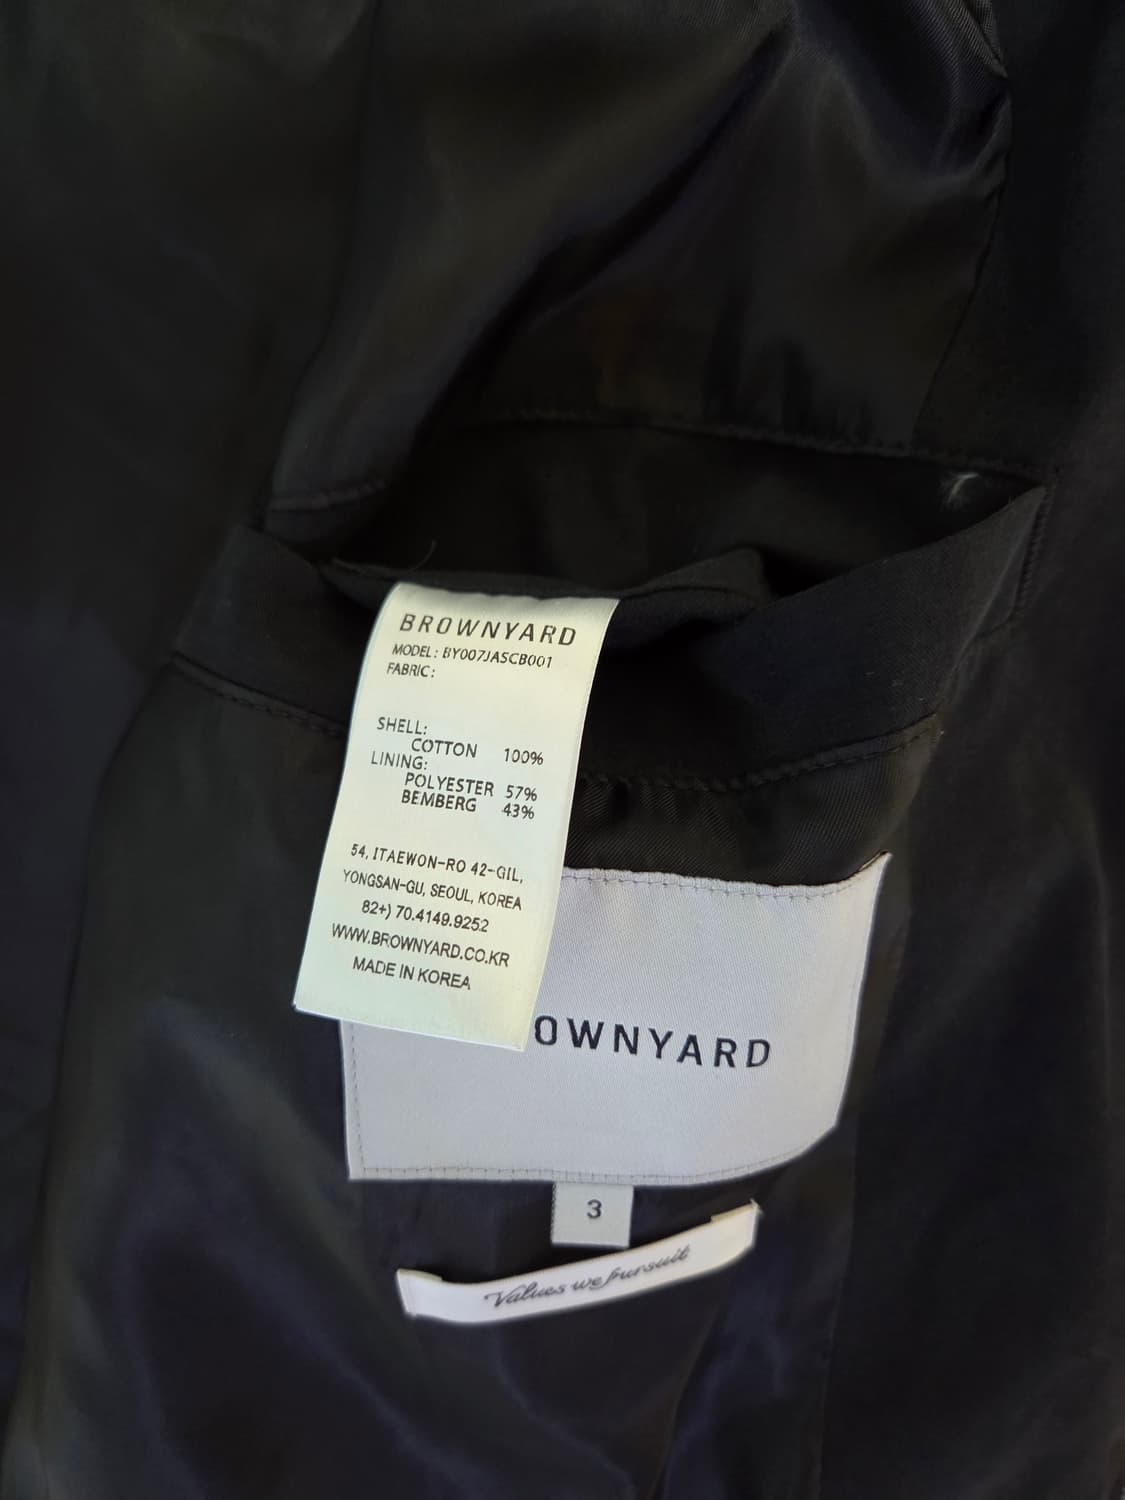 BROWNYARD
MODEL: BY007JASCB001
FABRIC:
SHELL:
COTTON 100%
LINING:
POLYESTER 57%
BEMBERG 43%
54, ITAEWON-RO 42-GIL,
YONGSAN-GU, SEOUL, KOREA
82+) 70.4149.9252
WWW.BROWNYARD.CO.KR
MADE IN KOREA
OWNYARD
3
Values we pursuit